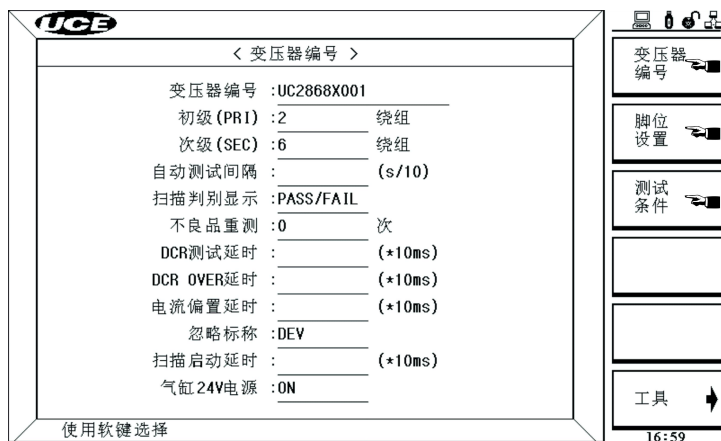 UCE
< 变压器编号 >
变压器编号 :UC2868X001
初级(PRI) :2 绕组
次级(SEC) :6 绕组
自动测试间隔 : (s/10)
扫描判别显示 :PASS/FAIL
不良品重测 :0 次
DCR测试延时 : (*10ms)
DCR OVER延时 : (*10ms)
电流偏置延时 : (*10ms)
忽略标称 :DEV
扫描启动延时 : (*10ms)
气缸24V电源 :ON
使用软键选择
变压器
编号
脚位
设置
测试
条件
工具
16:59